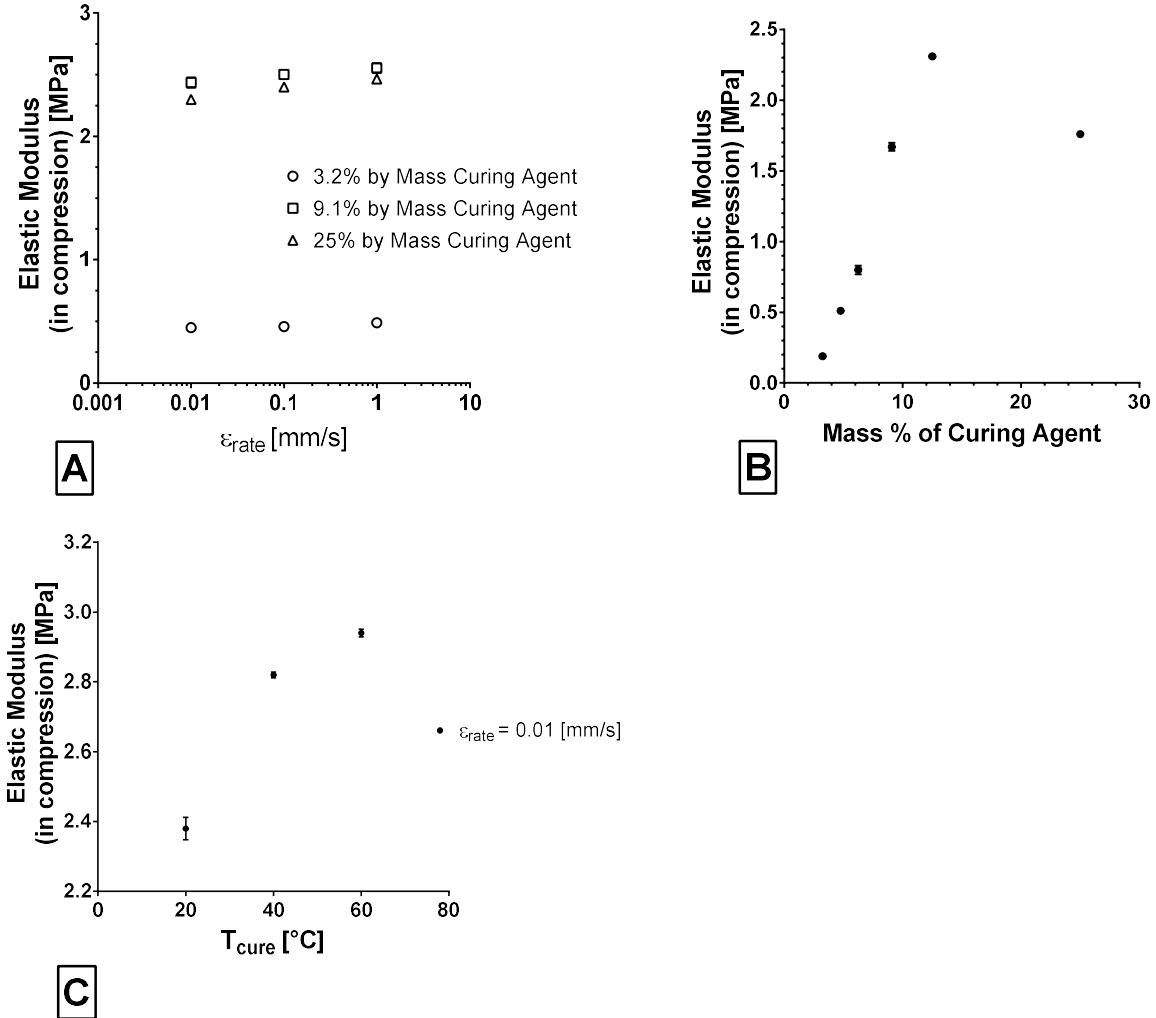 3
2
1
0
Elastic Modulus
(in compression) [MPa]
3.2% by Mass Curing Agent
9.1% by Mass Curing Agent
25% by Mass Curing Agent
0.001 0.01 0.1 1 10
εrate [mm/s]
A
2.5
2.0
1.5
1.0
0.5
0.0
Elastic Modulus
(in compression) [MPa]
0 10 20 30
Mass % of Curing Agent
B
3.2
3.0
2.8
2.6
2.4
2.2
Elastic Modulus
(in compression) [MPa]
εrate = 0.01 [mm/s]
0 20 40 60 80
Tcure [°C]
C